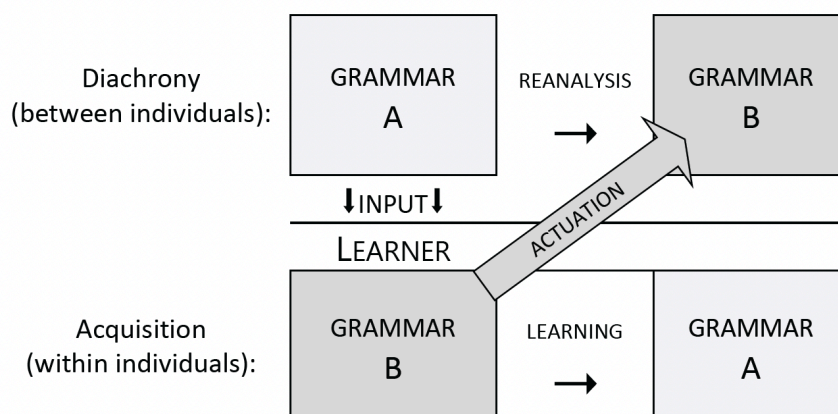 Diachrony
(between individuals):
GRAMMAR
A
REANALYSIS
GRAMMAR
B
INPUT
ACTUATION
LEARNER
Acquisition
(within individuals):
GRAMMAR
B
LEARNING
GRAMMAR
A